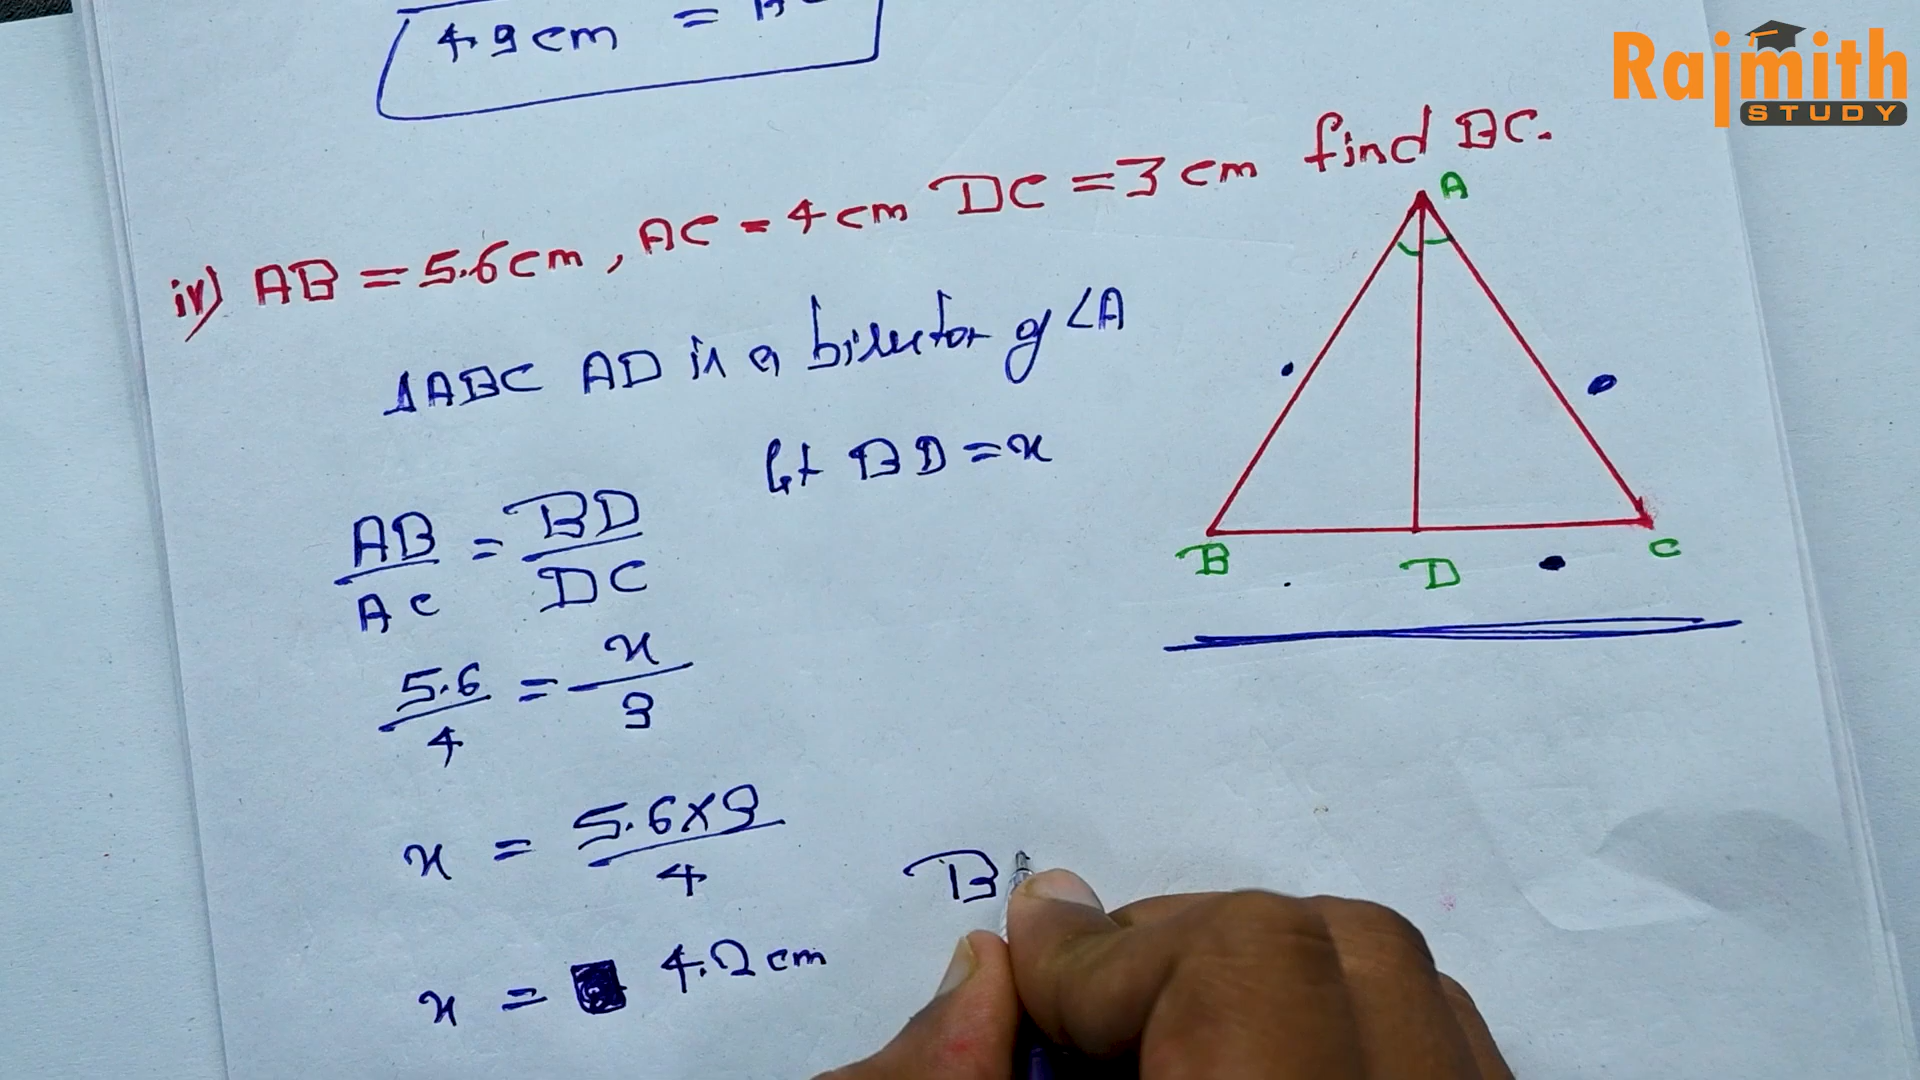 4.9 cm =
Rajmith
STUDY
iv) AB = 5.6 cm, AC = 4 cm DC = 3 cm find BC.
ΔABC AD is a bisector of ∠A
let BD = x
AB/AC = BD/DC
5.6/4 = x/3
x = 5.6×3/4
x = 4.2 cm
B
A
B D C